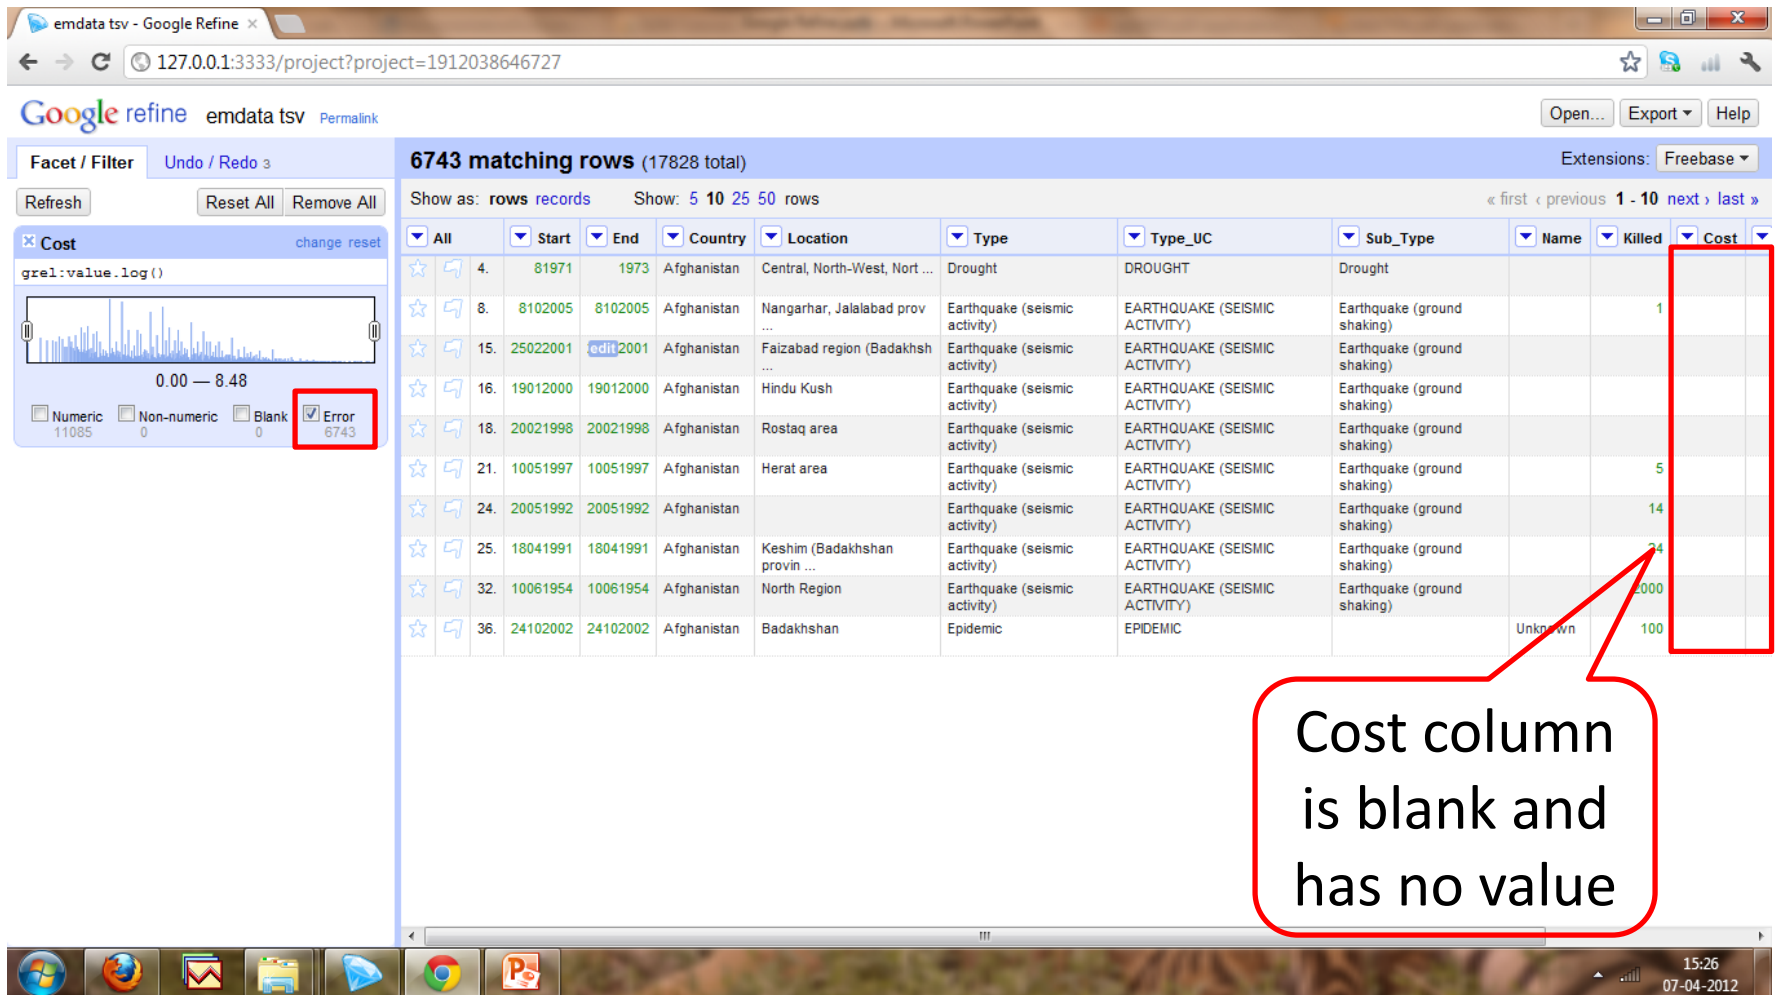 emdata tsv - Google Refine ×
127.0.0.1:3333/project?project=1912038646727
Google refine emdata tsv Permalink
Open... Export Help
Facet / Filter Undo / Redo 3
6743 matching rows (17828 total)
Extensions: Freebase
Refresh Reset All Remove All
Show as: rows records Show: 5 10 25 50 rows
« first ‹ previous 1 - 10 next › last »
Cost change reset
grel:value.log()
0.00 — 8.48
Numeric Non-numeric Blank Error
11085 0 0 6743
All Start End Country Location Type Type_UC Sub_Type Name Killed Cost
4. 81971 1973 Afghanistan Central, North-West, Nort ... Drought DROUGHT Drought
8. 8102005 8102005 Afghanistan Nangarhar, Jalalabad prov Earthquake (seismic EARTHQUAKE (SEISMIC Earthquake (ground 1
... activity) ACTIVITY) shaking)
15. 25022001 edit 2001 Afghanistan Faizabad region (Badakhsh Earthquake (seismic EARTHQUAKE (SEISMIC Earthquake (ground
... activity) ACTIVITY) shaking)
16. 19012000 19012000 Afghanistan Hindu Kush Earthquake (seismic EARTHQUAKE (SEISMIC Earthquake (ground
activity) ACTIVITY) shaking)
18. 20021998 20021998 Afghanistan Rostaq area Earthquake (seismic EARTHQUAKE (SEISMIC Earthquake (ground
activity) ACTIVITY) shaking)
21. 10051997 10051997 Afghanistan Herat area Earthquake (seismic EARTHQUAKE (SEISMIC Earthquake (ground 5
activity) ACTIVITY) shaking)
24. 20051992 20051992 Afghanistan Earthquake (seismic EARTHQUAKE (SEISMIC Earthquake (ground 14
activity) ACTIVITY) shaking)
25. 18041991 18041991 Afghanistan Keshim (Badakhshan Earthquake (seismic EARTHQUAKE (SEISMIC Earthquake (ground
provin ... activity) ACTIVITY) shaking)
32. 10061954 10061954 Afghanistan North Region Earthquake (seismic EARTHQUAKE (SEISMIC Earthquake (ground 2000
activity) ACTIVITY) shaking)
36. 24102002 24102002 Afghanistan Badakhshan Epidemic EPIDEMIC Unknown 100
Cost column
is blank and
has no value
15:26
07-04-2012